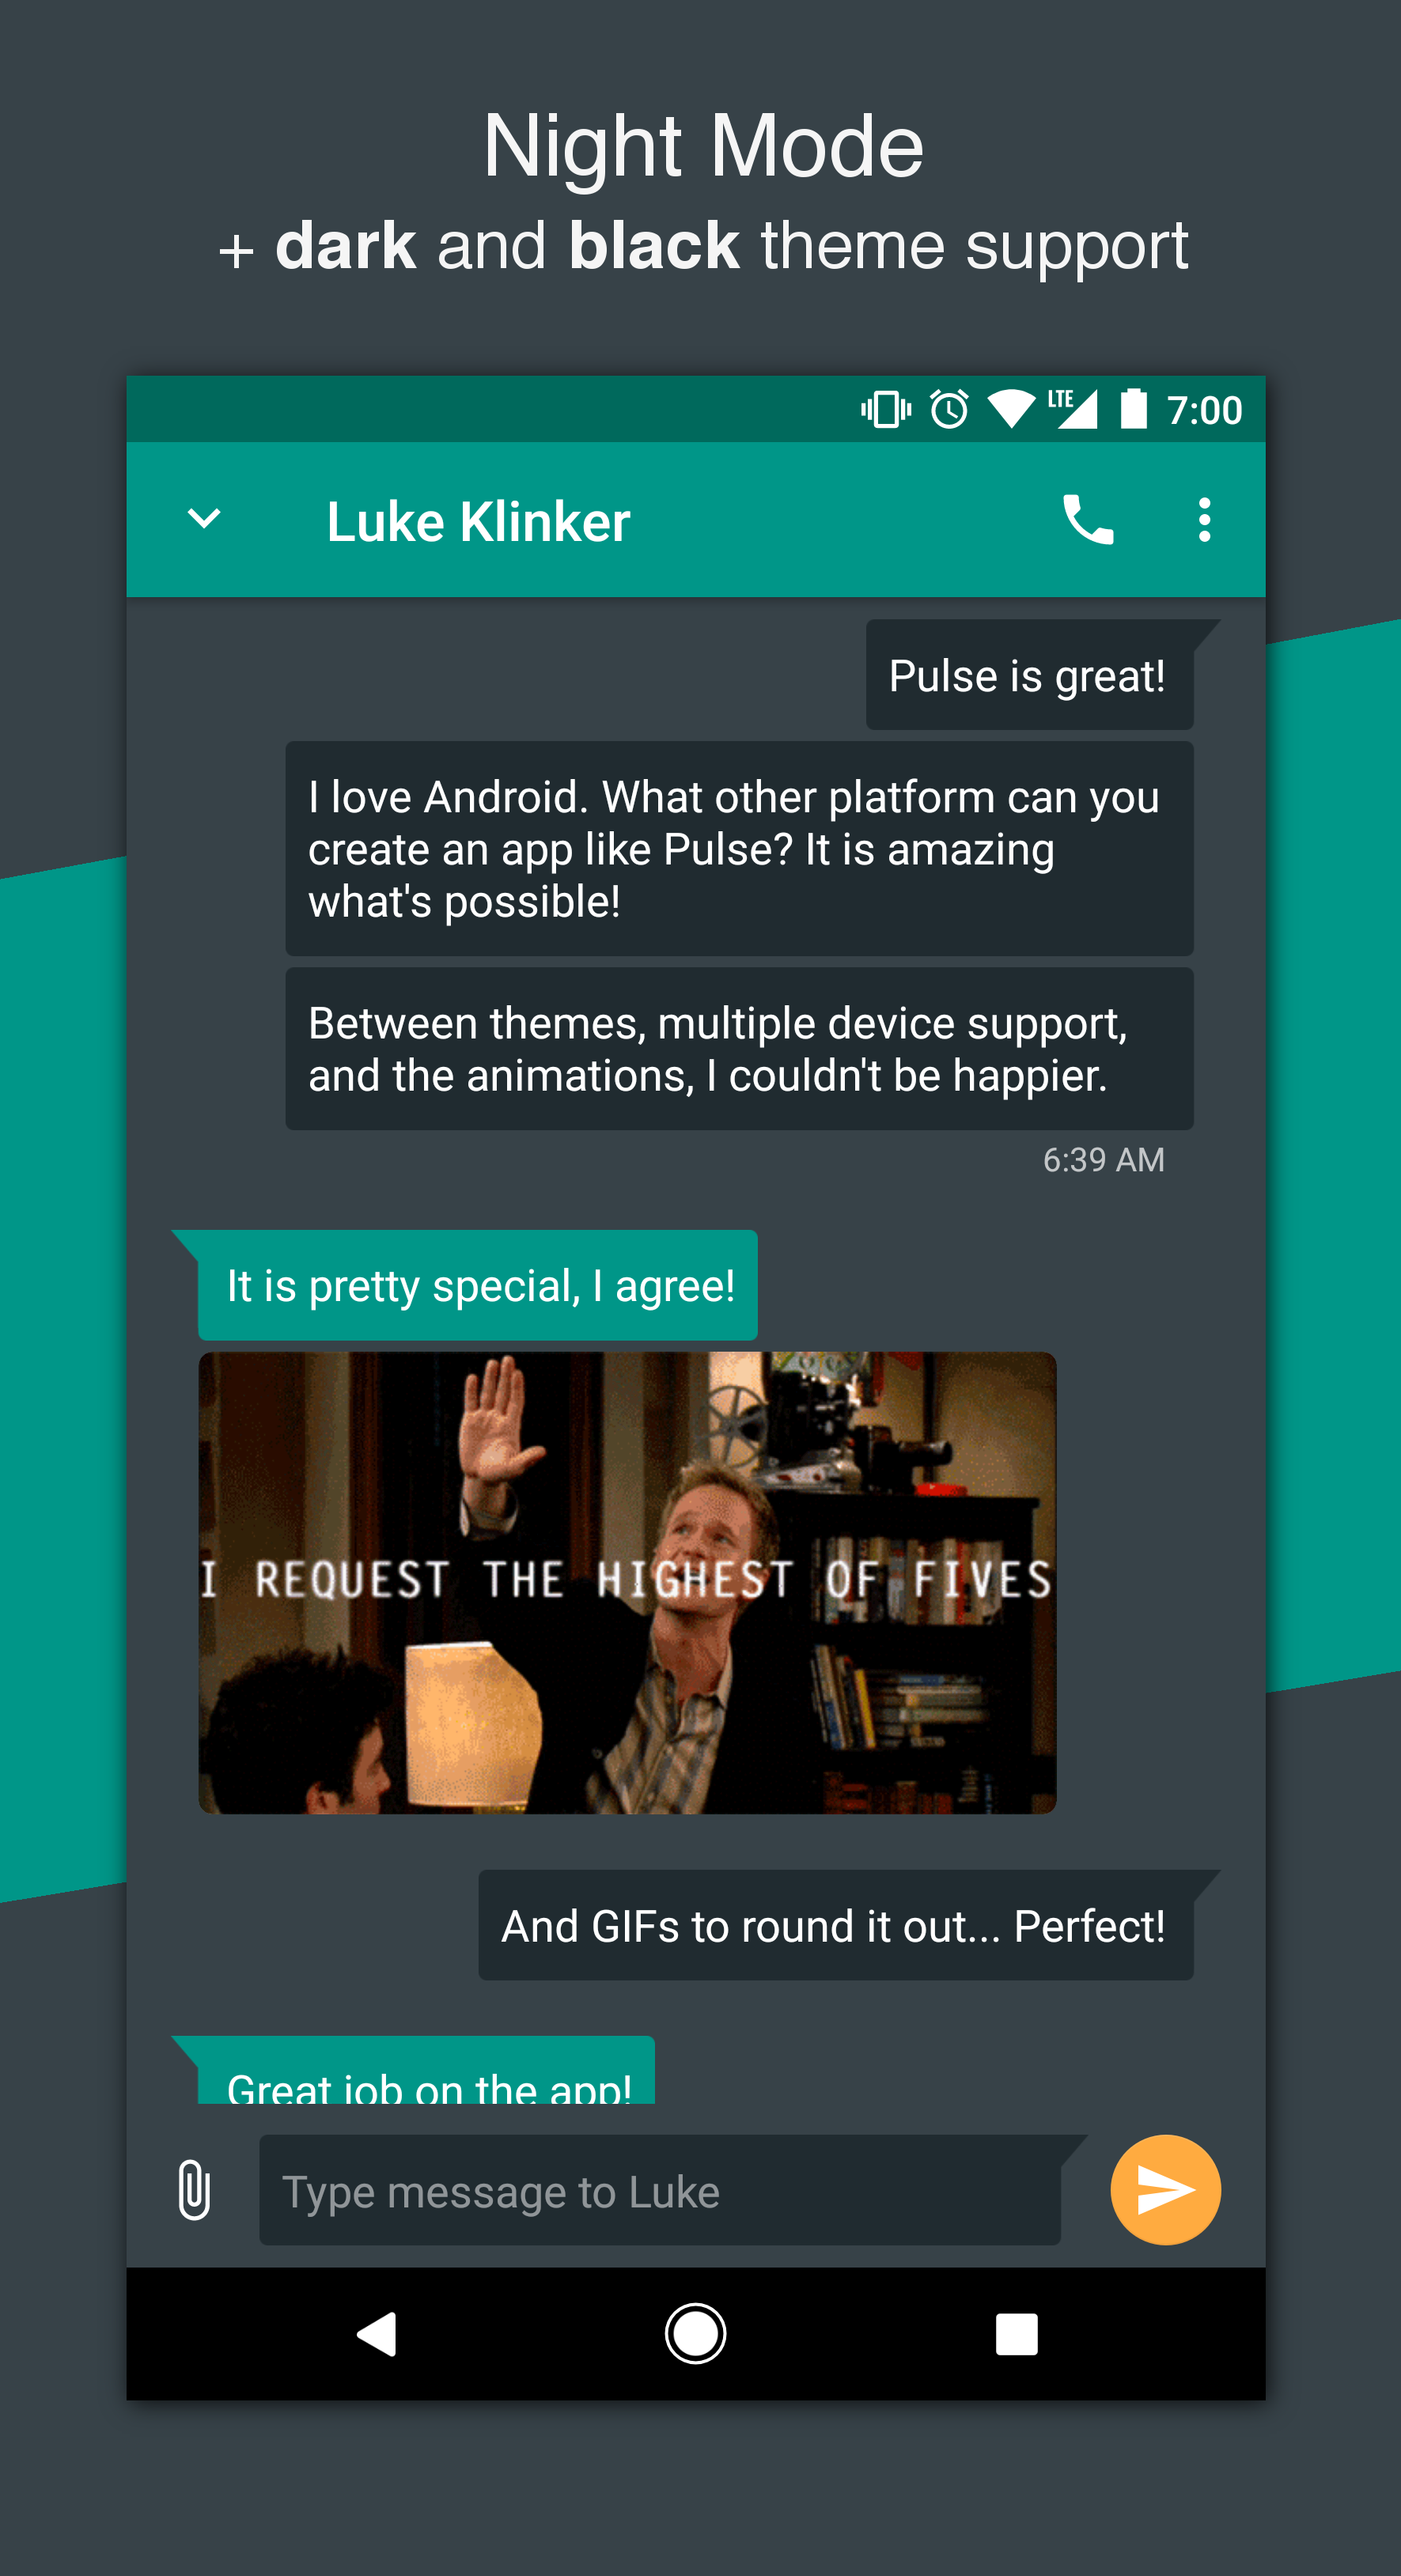 Night Mode
+ dark and black theme support
LTE 7:00
Luke Klinker
Pulse is great!
I love Android. What other platform can you
create an app like Pulse? It is amazing
what's possible!
Between themes, multiple device support,
and the animations, I couldn't be happier.
6:39 AM
It is pretty special, I agree!
I REQUEST THE HIGHEST OF FIVES
And GIFs to round it out... Perfect!
Great job on the app!
Type message to Luke